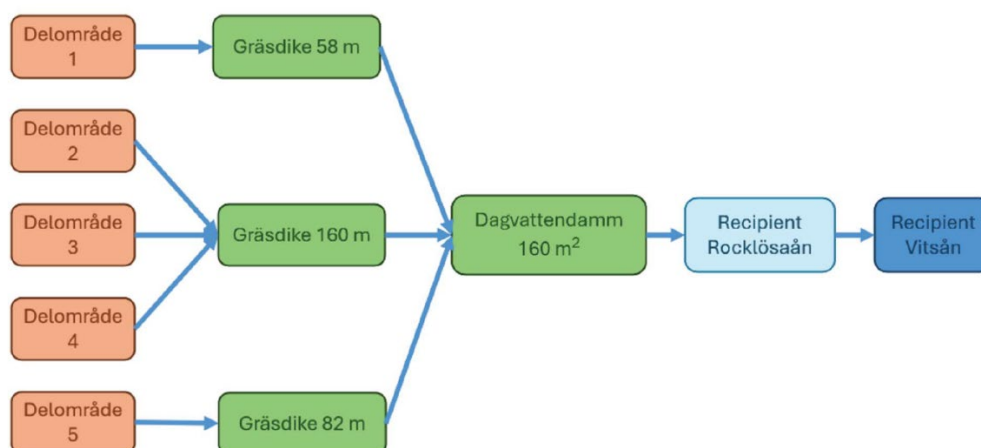 Delområde
1
Gräsdike 58 m
Delområde
2
Delområde
3
Gräsdike 160 m
Delområde
4
Delområde
5
Gräsdike 82 m
Dagvattendamm
160 m²
Recipient
Rocklösaån
Recipient
Vitsån